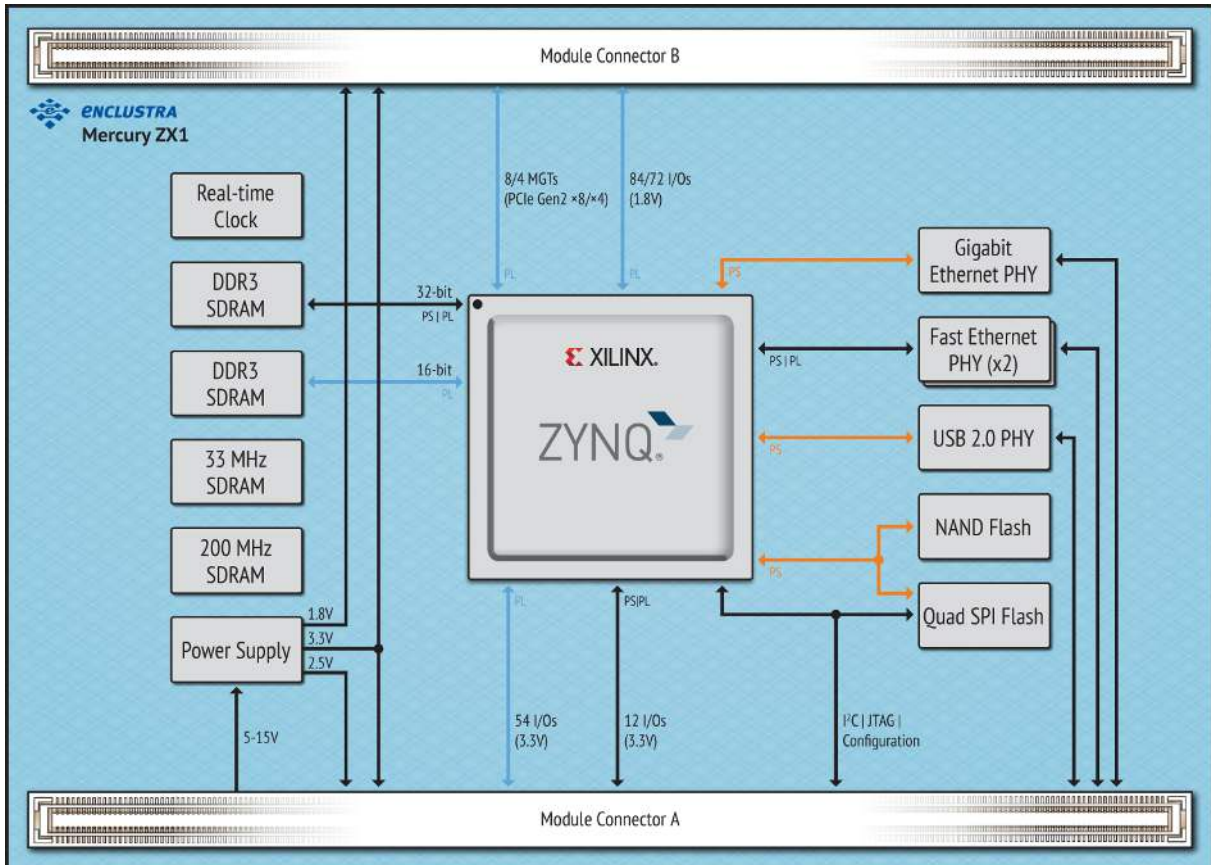 Module Connector B
enclustra
Mercury ZX1
8/4 MGTs
(PCIe Gen2 ×8/×4)
84/72 I/Os
(1.8V)
Real-time
Clock
PL
PL
PS
Gigabit
Ethernet PHY
DDR3
SDRAM
32-bit
PS | PL
XILINX®
PS | PL
Fast Ethernet
PHY (x2)
DDR3
SDRAM
16-bit
PL
ZYNQ®
PS
USB 2.0 PHY
33 MHz
SDRAM
NAND Flash
200 MHz
SDRAM
PS
PL
PS|PL
Quad SPI Flash
Power Supply
1.8V
3.3V
2.5V
5-15V
54 I/Os
(3.3V)
12 I/Os
(3.3V)
I²C | JTAG |
Configuration
Module Connector A